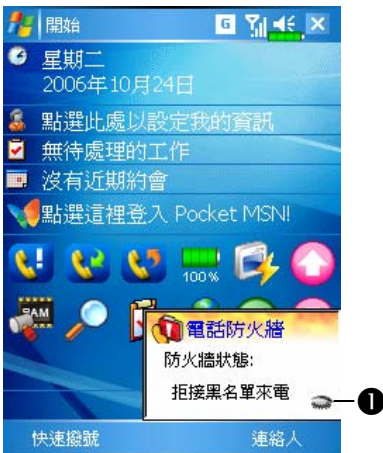 開始 G
星期二
2006年10月24日
點選此處以設定我的資訊
無待處理的工作
沒有近期約會
點選這裡登入 Pocket MSN!
100%
RAM
電話防火牆
防火牆狀態:
拒接黑名單來電
❶
快速撥號 連絡人